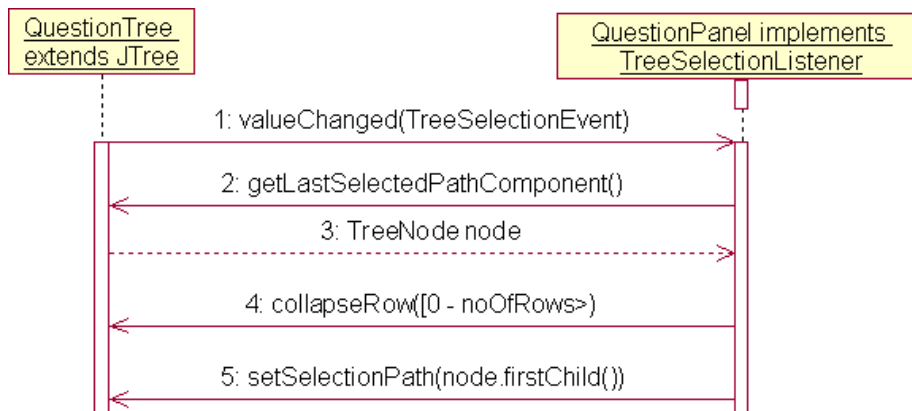 QuestionTree
extends JTree
QuestionPanel implements
TreeSelectionListener
1: valueChanged(TreeSelectionEvent)
2: getLastSelectedPathComponent()
3: TreeNode node
4: collapseRow([0 - noOfRows>)
5: setSelectionPath(node.firstChild())